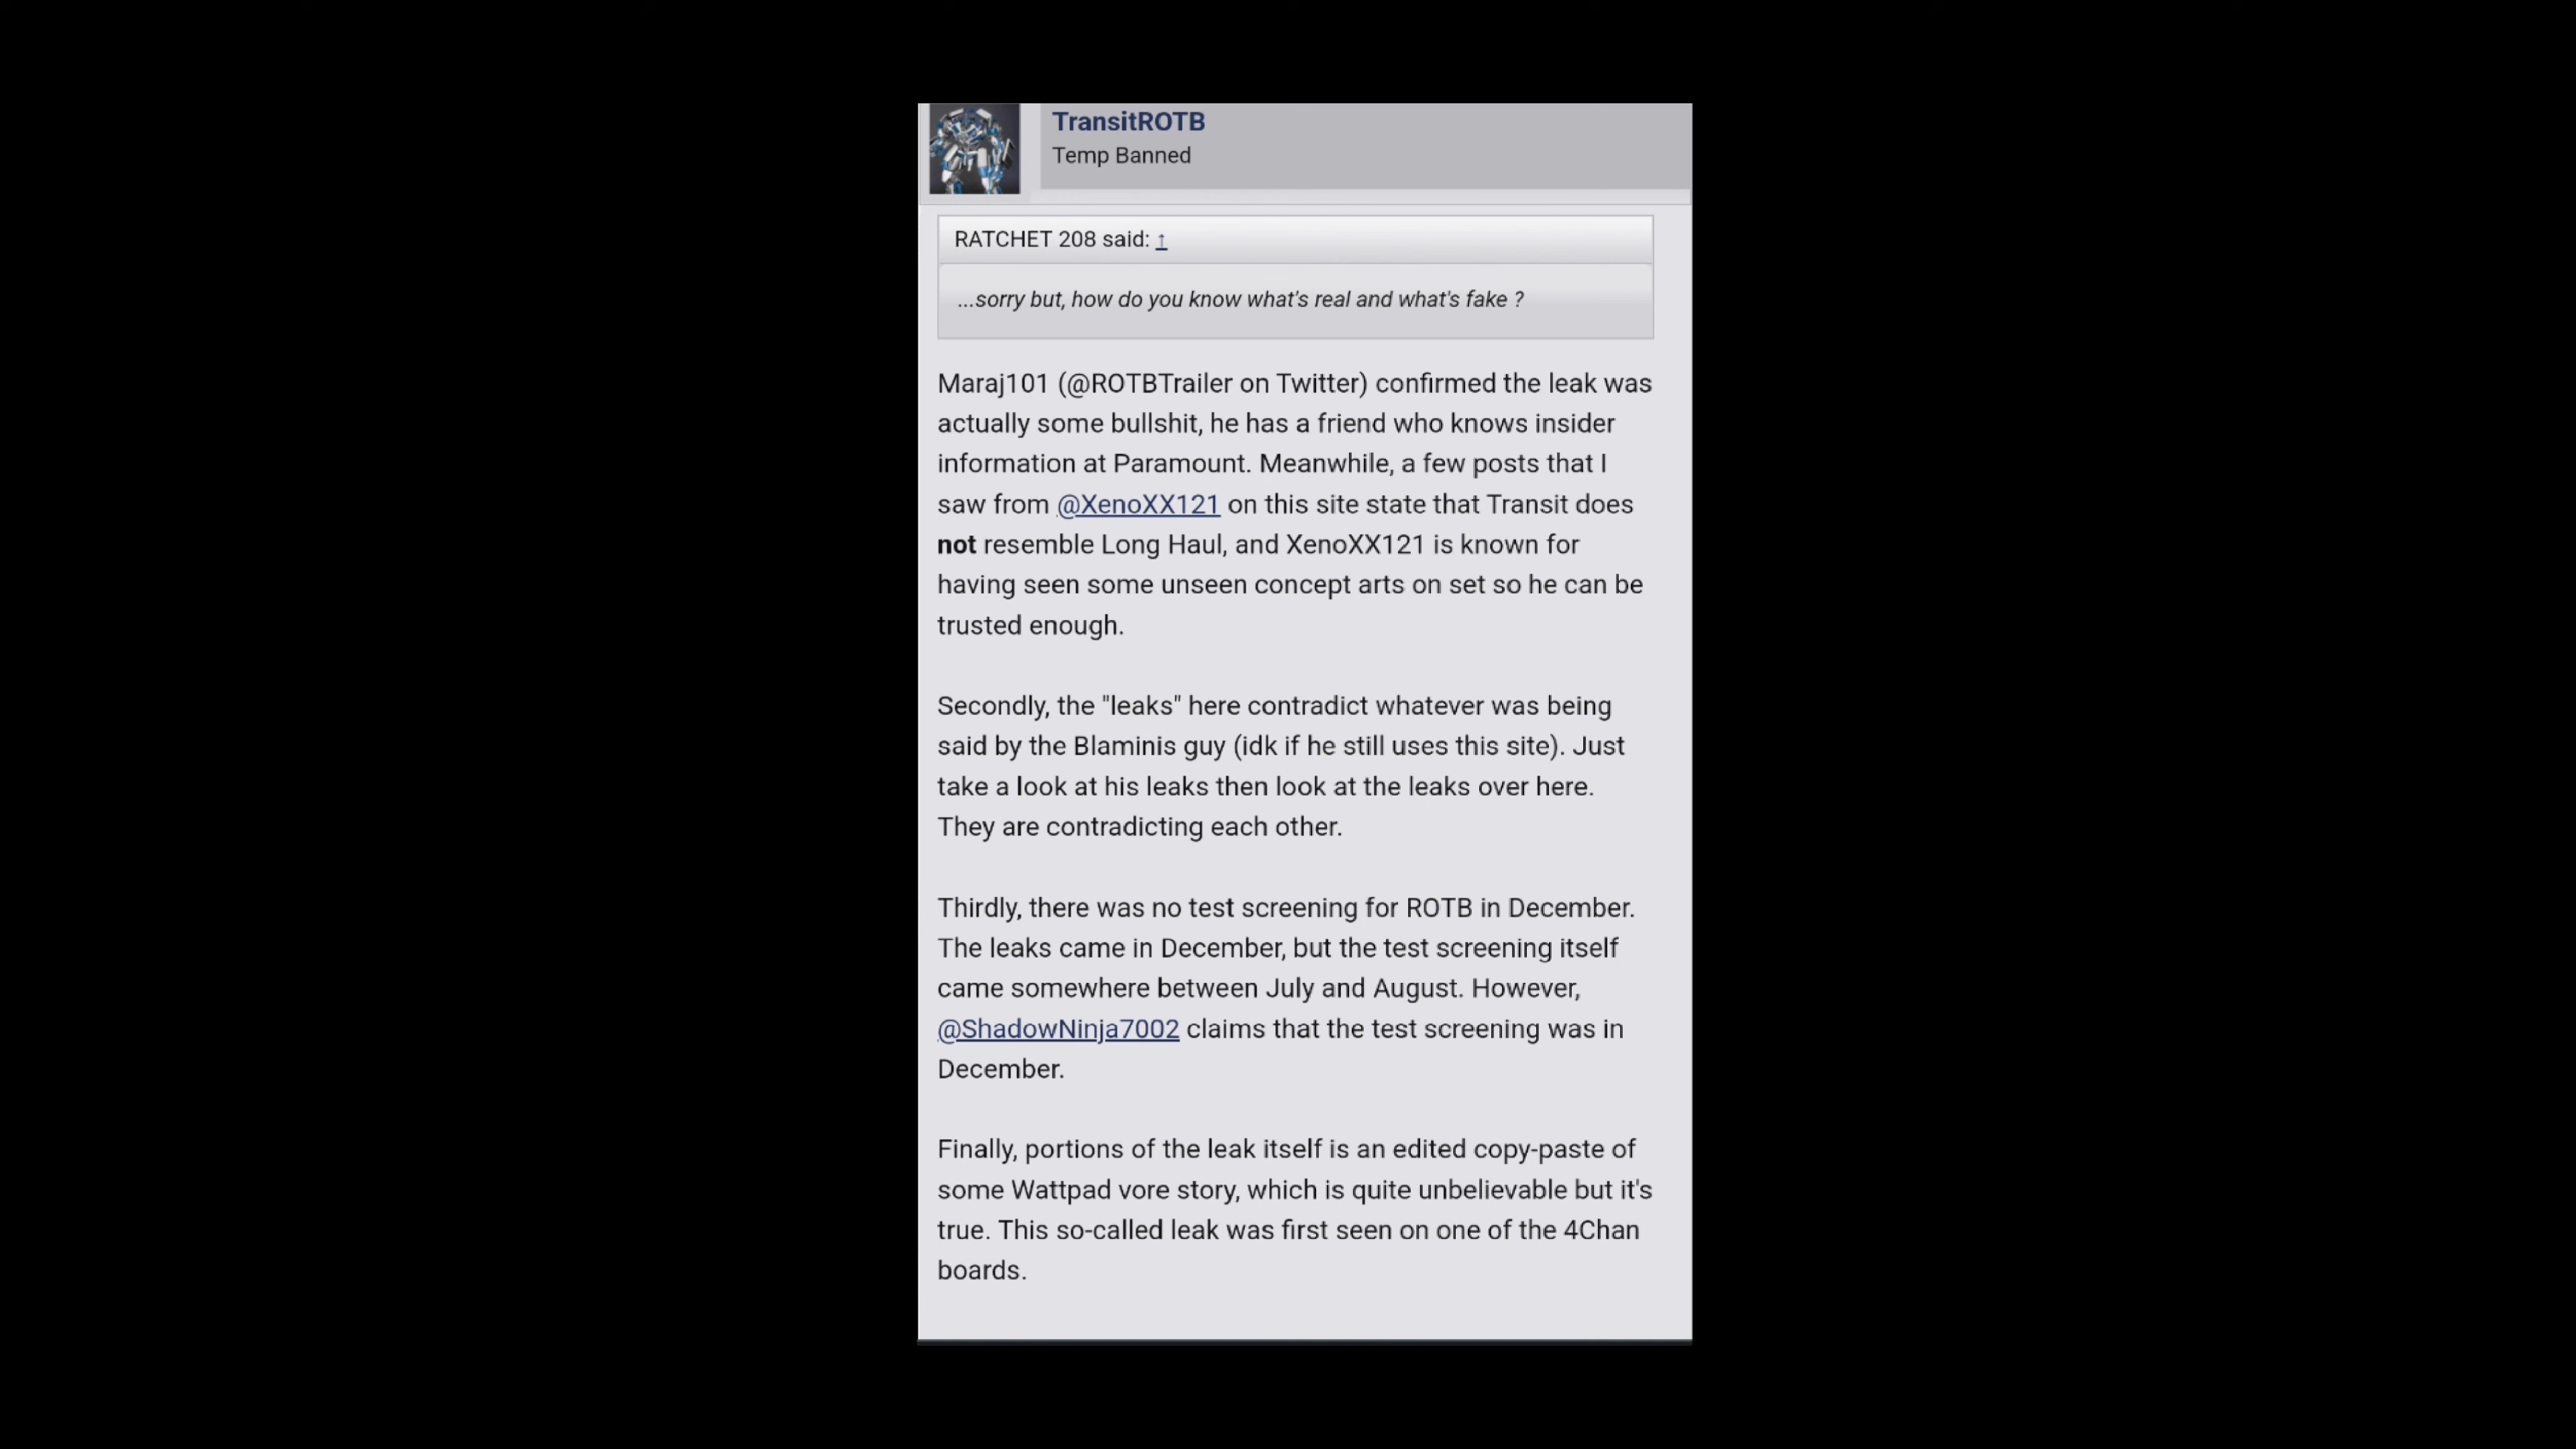 TransitROTB
Temp Banned
RATCHET 208 said: ↑
...sorry but, how do you know what's real and what's fake ?
Maraj101 (@ROTBTrailer on Twitter) confirmed the leak was
actually some bullshit, he has a friend who knows insider
information at Paramount. Meanwhile, a few posts that I
saw from @XenoXX121 on this site state that Transit does
not resemble Long Haul, and XenoXX121 is known for
having seen some unseen concept arts on set so he can be
trusted enough.
Secondly, the "leaks" here contradict whatever was being
said by the Blaminis guy (idk if he still uses this site). Just
take a look at his leaks then look at the leaks over here.
They are contradicting each other.
Thirdly, there was no test screening for ROTB in December.
The leaks came in December, but the test screening itself
came somewhere between July and August. However,
@ShadowNinja7002 claims that the test screening was in
December.
Finally, portions of the leak itself is an edited copy-paste of
some Wattpad vore story, which is quite unbelievable but it's
true. This so-called leak was first seen on one of the 4Chan
boards.